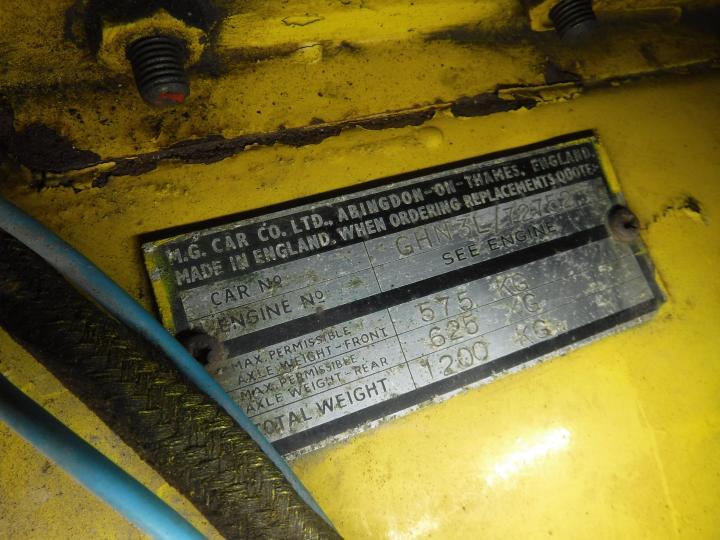 M.G. CAR CO. LTD., ABINGDON-ON-THAMES, ENGLAND.
MADE IN ENGLAND. WHEN ORDERING REPLACEMENTS QUOTE:-
CAR No
ENGINE No SEE ENGINE
MAX. PERMISSIBLE
AXLE WEIGHT-FRONT 575 KG
MAX. PERMISSIBLE
AXLE WEIGHT-REAR 625 KG
TOTAL WEIGHT 1200 KG